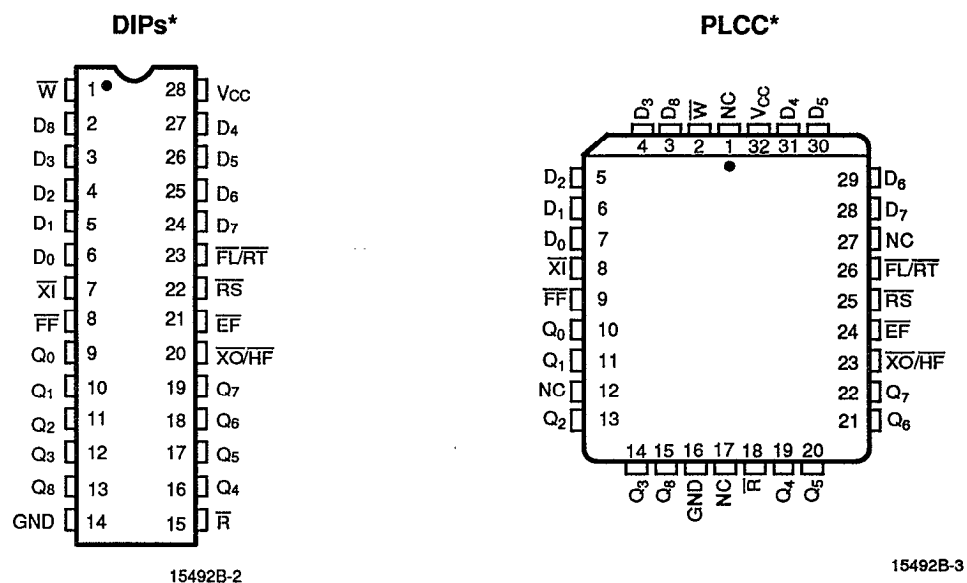 DIPs*
W̅ 1 28 VCC
D8 2 27 D4
D3 3 26 D5
D2 4 25 D6
D1 5 24 D7
D0 6 23 F̅L̅/R̅T̅
X̅I̅ 7 22 R̅S̅
F̅F̅ 8 21 E̅F̅
Q0 9 20 X̅O̅/H̅F̅
Q1 10 19 Q7
Q2 11 18 Q6
Q3 12 17 Q5
Q8 13 16 Q4
GND 14 15 R̅
15492B-2
PLCC*
D3 D8 W̅ NC VCC D4 D5
4 3 2 1 32 31 30
D2 5 29 D6
D1 6 28 D7
D0 7 27 NC
X̅I̅ 8 26 F̅L̅/R̅T̅
F̅F̅ 9 25 R̅S̅
Q0 10 24 E̅F̅
Q1 11 23 X̅O̅/H̅F̅
NC 12 22 Q7
Q2 13 21 Q6
14 15 16 17 18 19 20
Q3 Q8 GND NC R̅ Q4 Q5
15492B-3